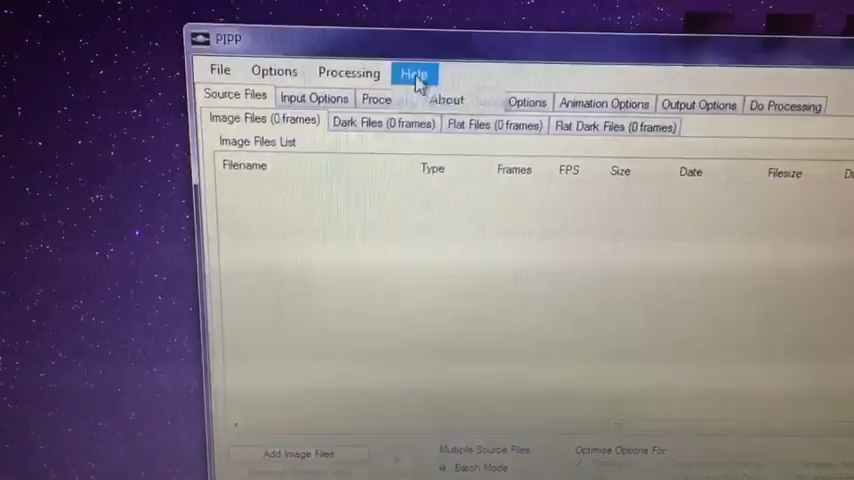 PIPP
File Options Processing Help
Source Files Input Options Proce About Options Animation Options Output Options Do Processing
Image Files (0 frames) Dark Files (0 frames) Flat Files (0 frames) Flat Dark Files (0 frames)
Image Files List
Filename Type Frames FPS Size Date Filesize
Add Image Files Multiple Source Files Optimise Options For
Batch Mode